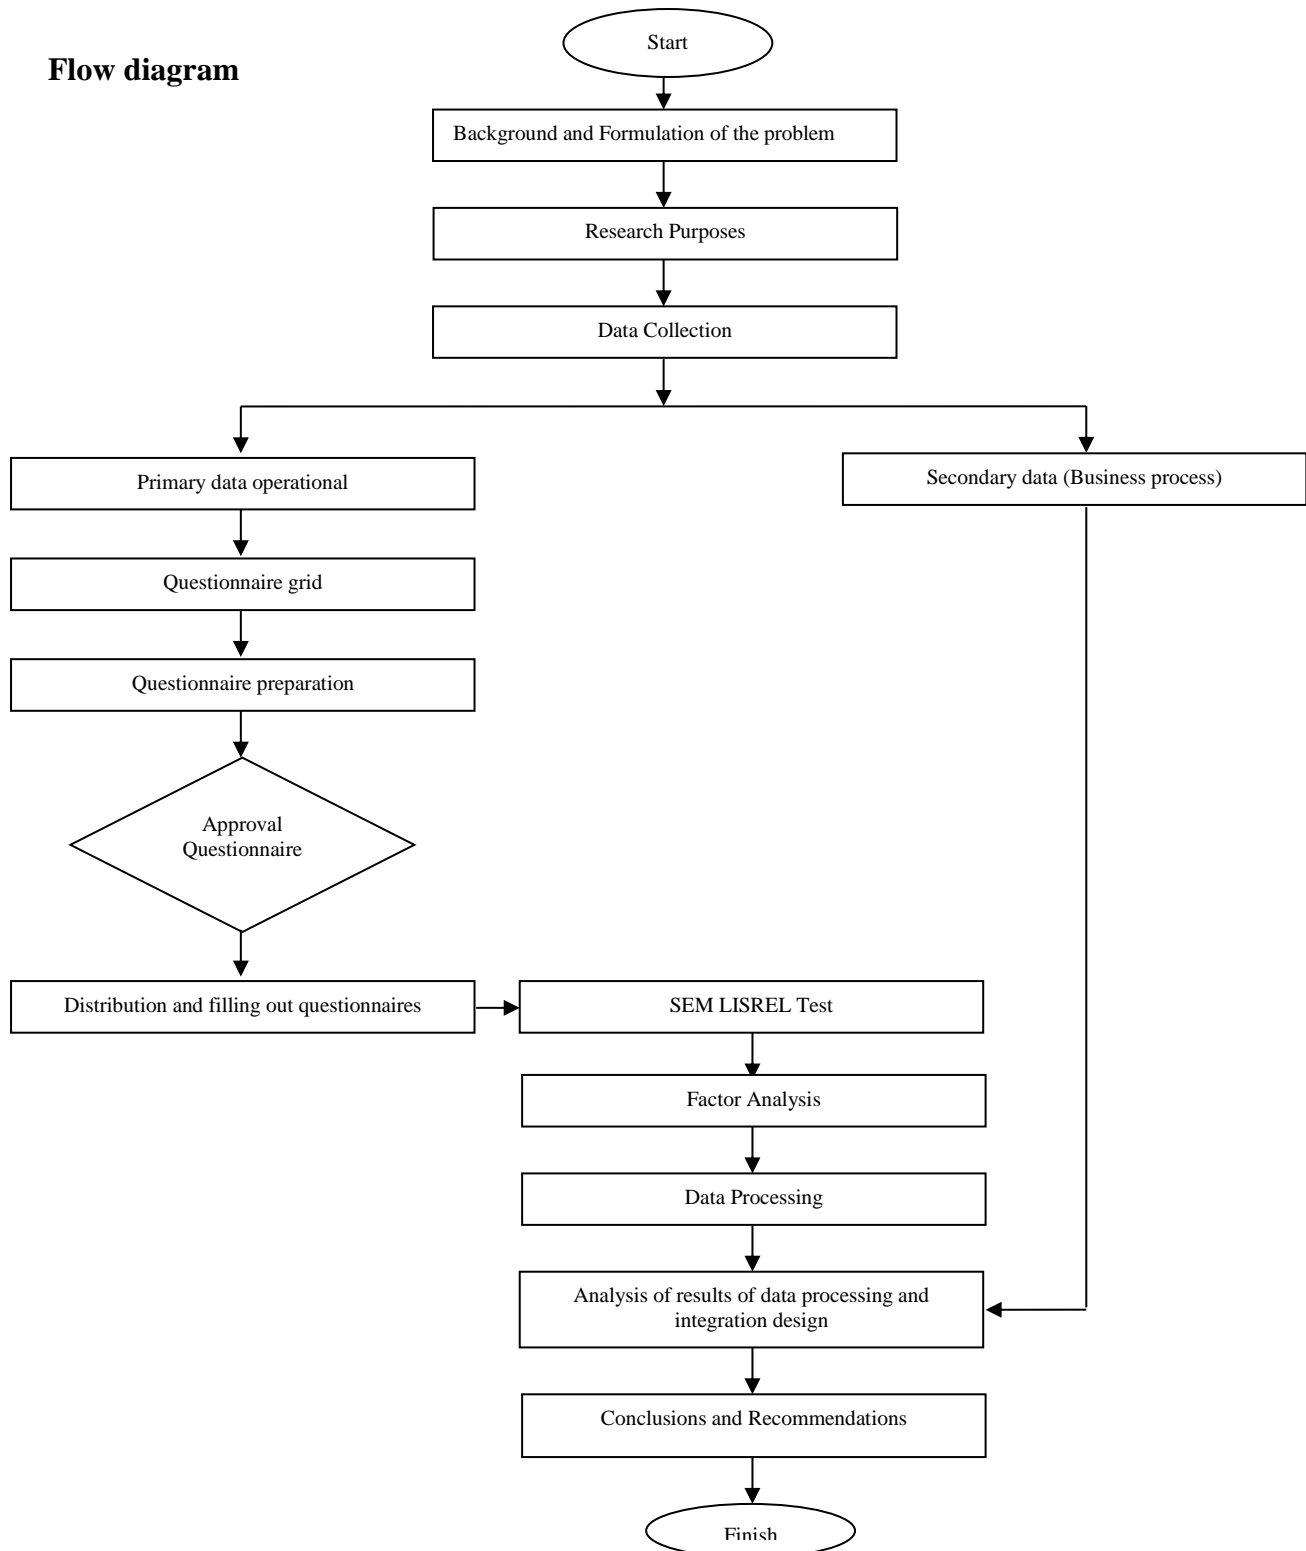 Start
Flow diagram
Background and Formulation of the problem
Research Purposes
Data Collection
Primary data operational
Secondary data (Business process)
Questionnaire grid
Questionnaire preparation
Approval
Questionnaire
Distribution and filling out questionnaires
SEM LISREL Test
Factor Analysis
Data Processing
Analysis of results of data processing and
integration design
Conclusions and Recommendations
Finish